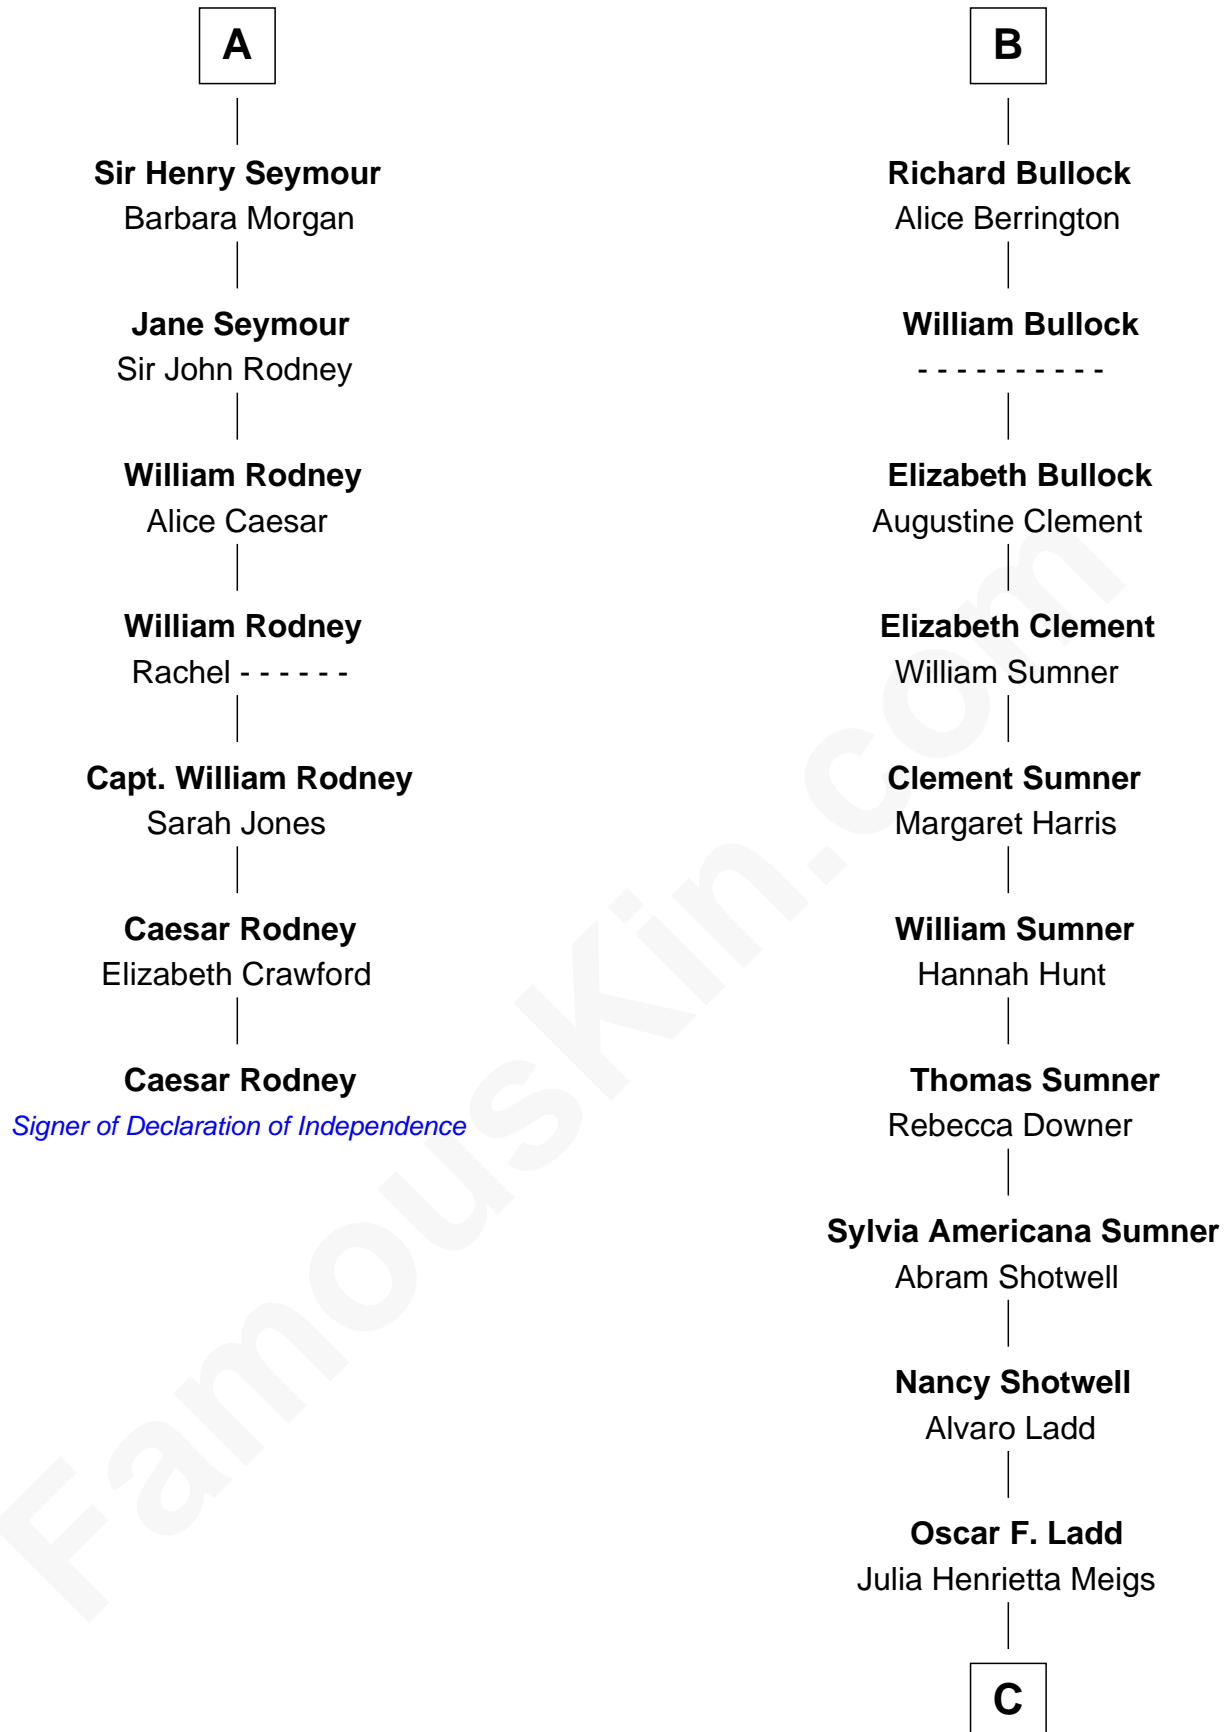 A
Sir Henry Seymour
Barbara Morgan
Jane Seymour
Sir John Rodney
William Rodney
Alice Caesar
William Rodney
Rachel - - - - - -
Capt. William Rodney
Sarah Jones
Caesar Rodney
Elizabeth Crawford
Caesar Rodney
Signer of Declaration of Independence
B
Richard Bullock
Alice Berrington
William Bullock
- - - - - - - - - -
Elizabeth Bullock
Augustine Clement
Elizabeth Clement
William Sumner
Clement Sumner
Margaret Harris
William Sumner
Hannah Hunt
Thomas Sumner
Rebecca Downer
Sylvia Americana Sumner
Abram Shotwell
Nancy Shotwell
Alvaro Ladd
Oscar F. Ladd
Julia Henrietta Meigs
C
FamousKin.com